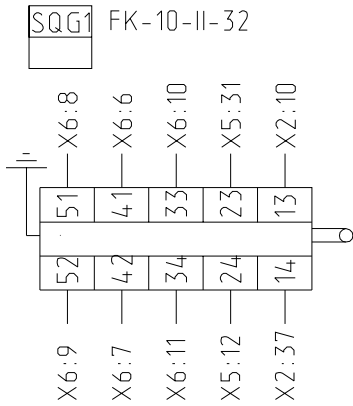 SQG1 FK-10-II-32
X6:8 X6:6 X6:10 X5:31 X2:10
51 41 33 23 13
52 42 34 24 14
X6:9 X6:7 X6:11 X5:12 X2:37